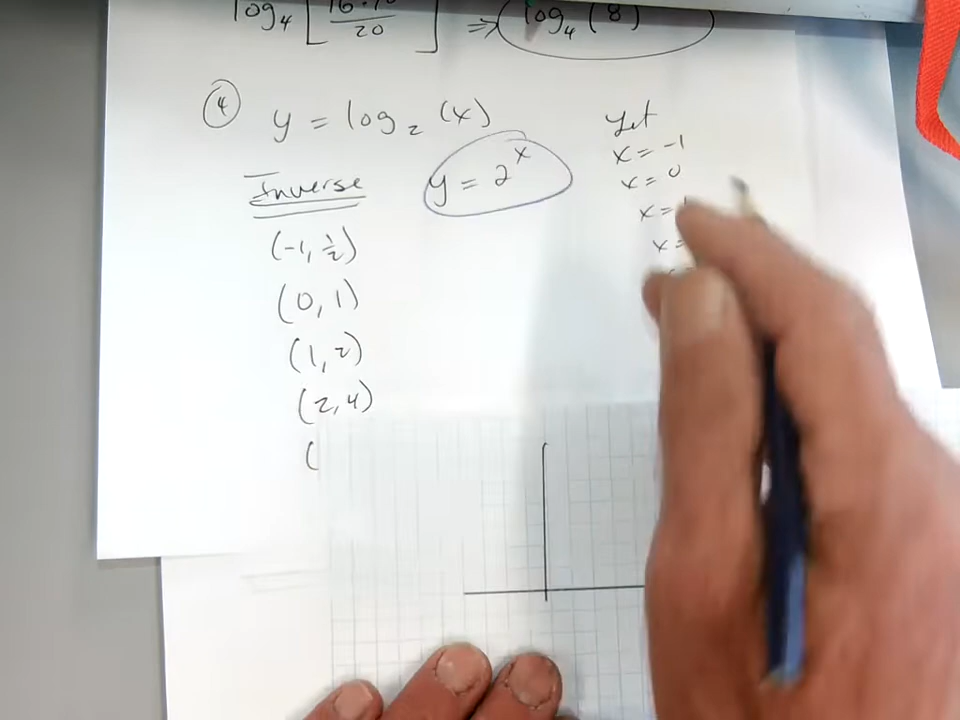 log₄ [ 16·10 / 20 ] ⇒ log₄ (8)
④ y = log₂ (x)
Inverse
y = 2ˣ
(-1, ½)
(0, 1)
(1, 2)
(2, 4)
(
Let
x = -1
x = 0
x =
x =